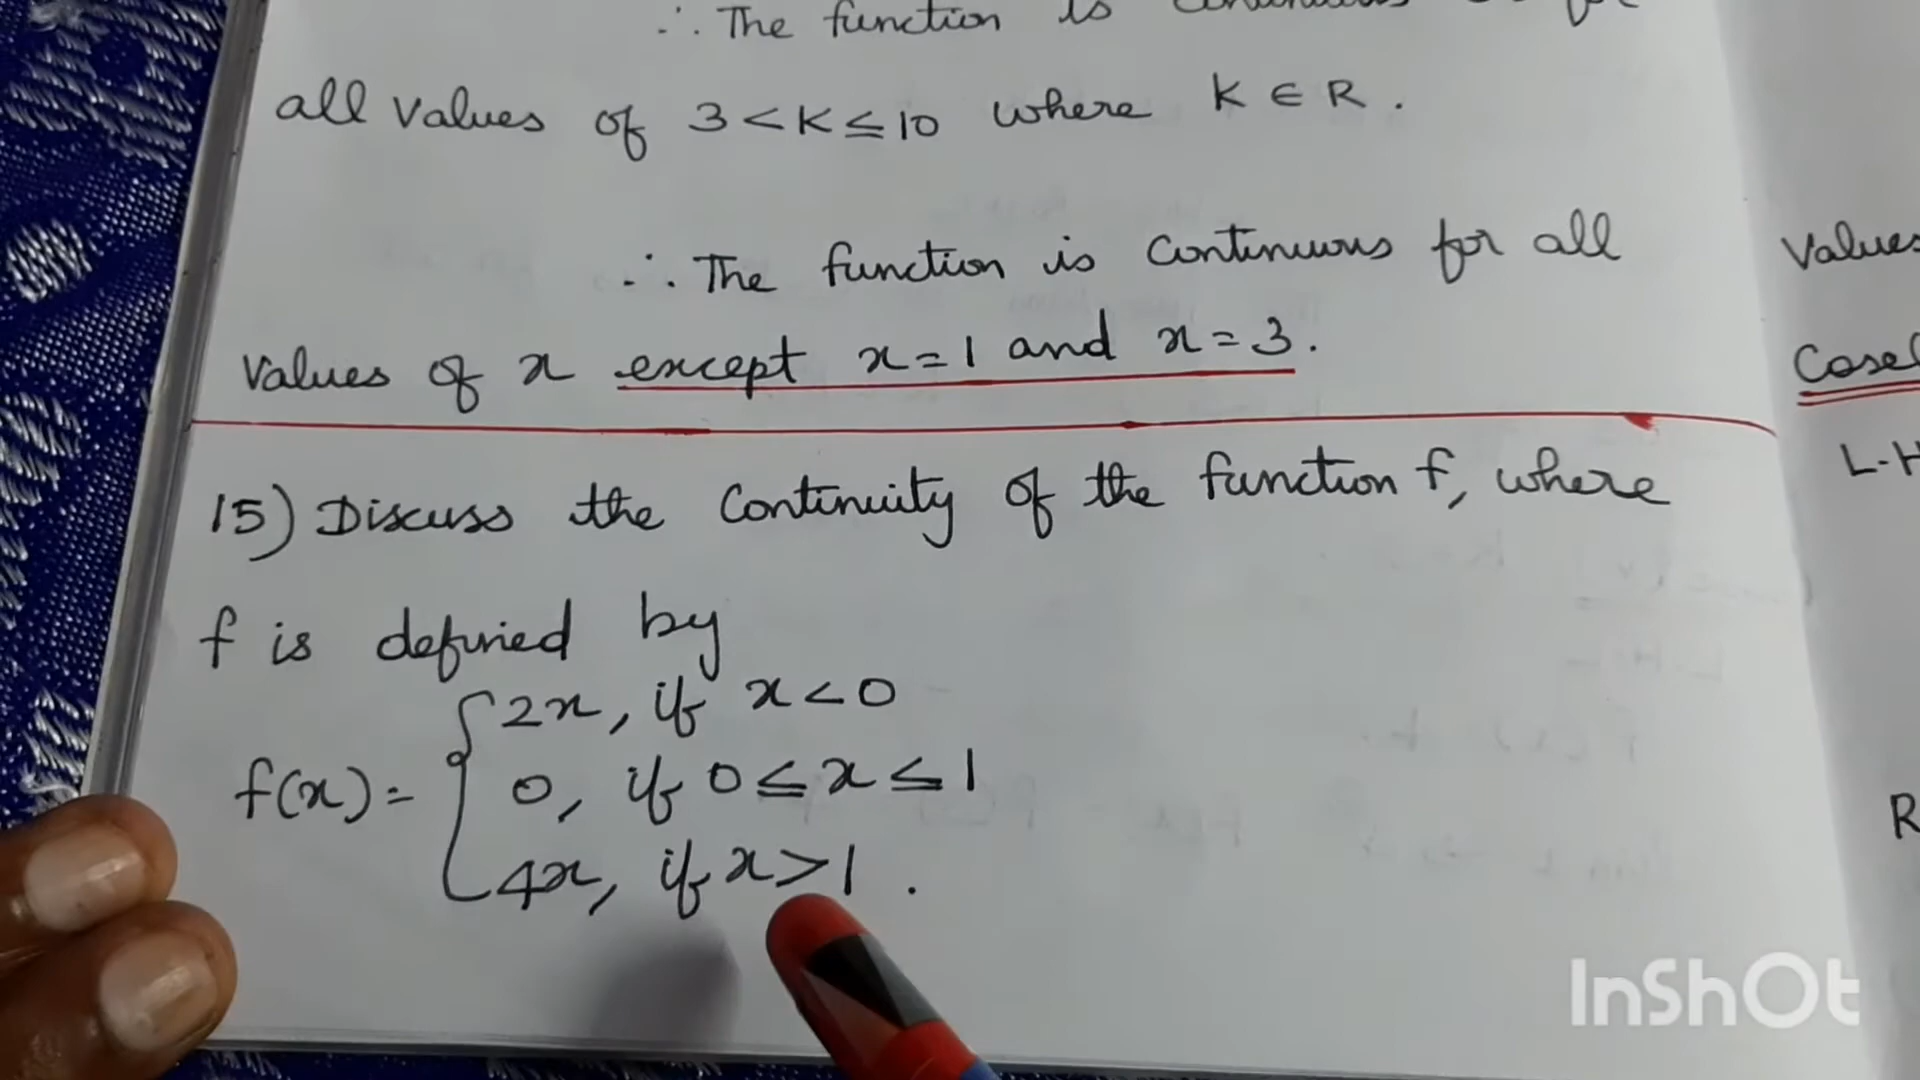 ∴ The function is
all values of 3 < K ≤ 10 where K ∈ R .
∴ The function is continuous for all
values of x except x = 1 and x = 3 .
15) Discuss the Continuity of the function f, where
f is defined by
f(x) = { 2x, if x < 0
0, if 0 ≤ x ≤ 1
4x, if x > 1 .
Values
Case
L.H
R
InShOt